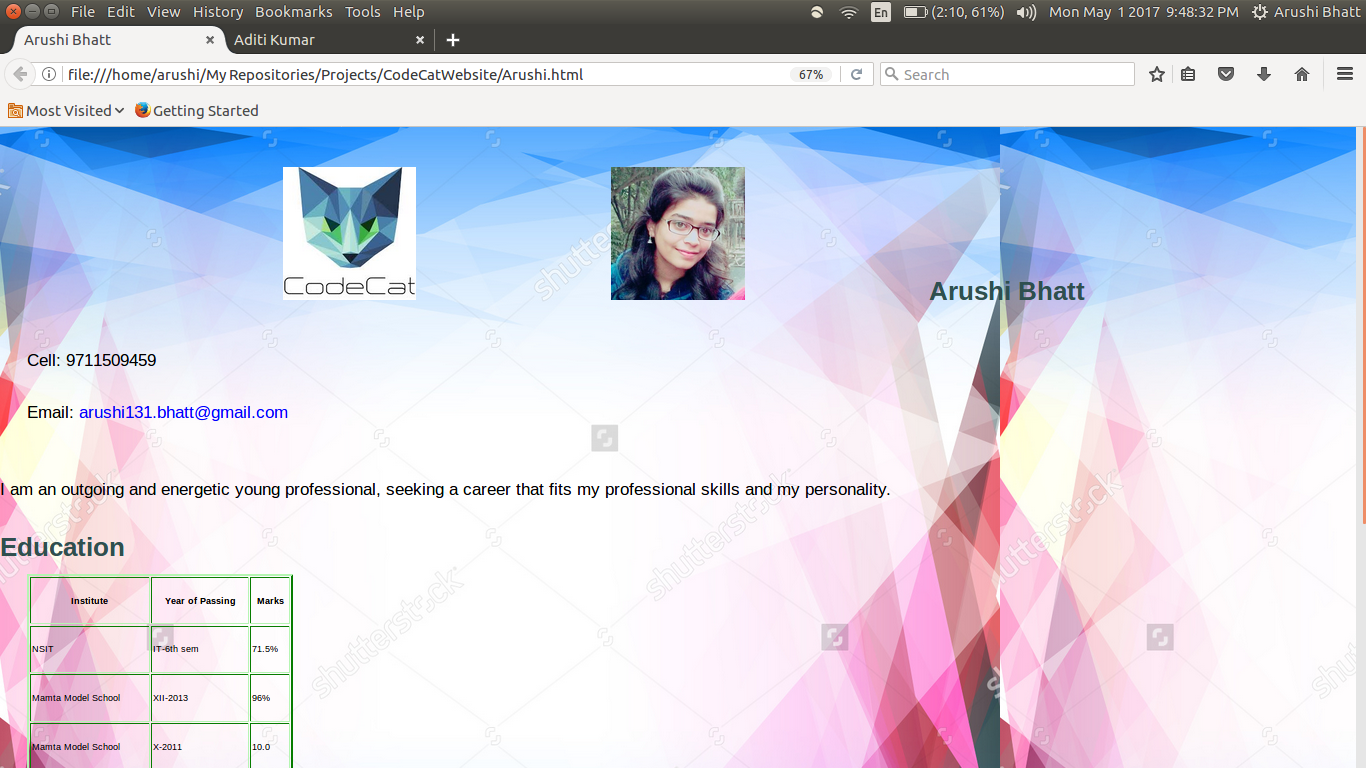 File Edit View History Bookmarks Tools Help
En (2:10, 61%) Mon May 1 2017 9:48:32 PM Arushi Bhatt
Arushi Bhatt Aditi Kumar
file:///home/arushi/My Repositories/Projects/CodeCatWebsite/Arushi.html 67% Search
Most Visited Getting Started
CodeCat
Arushi Bhatt
Cell: 9711509459
Email: arushi131.bhatt@gmail.com
I am an outgoing and energetic young professional, seeking a career that fits my professional skills and my personality.
Education
Institute Year of Passing Marks
NSIT IT-6th sem 71.5%
Mamta Model School XII-2013 96%
Mamta Model School X-2011 10.0
shutterstock
shutterstock
shutterstock
shutterstock